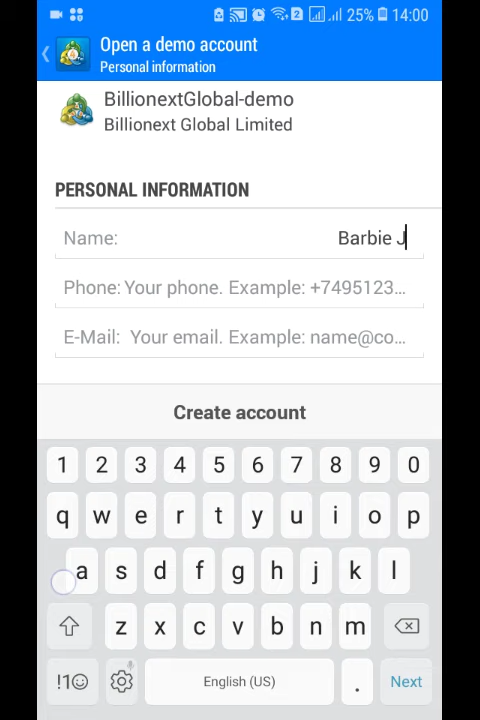 2 25% 14:00
Open a demo account
Personal information
BillionextGlobal-demo
Billionext Global Limited
PERSONAL INFORMATION
Name: Barbie J
Phone: Your phone. Example: +7495123...
E-Mail: Your email. Example: name@co...
Create account
1 2 3 4 5 6 7 8 9 0
q w e r t y u i o p
a s d f g h j k l
z x c v b n m
!1☺ English (US) . Next